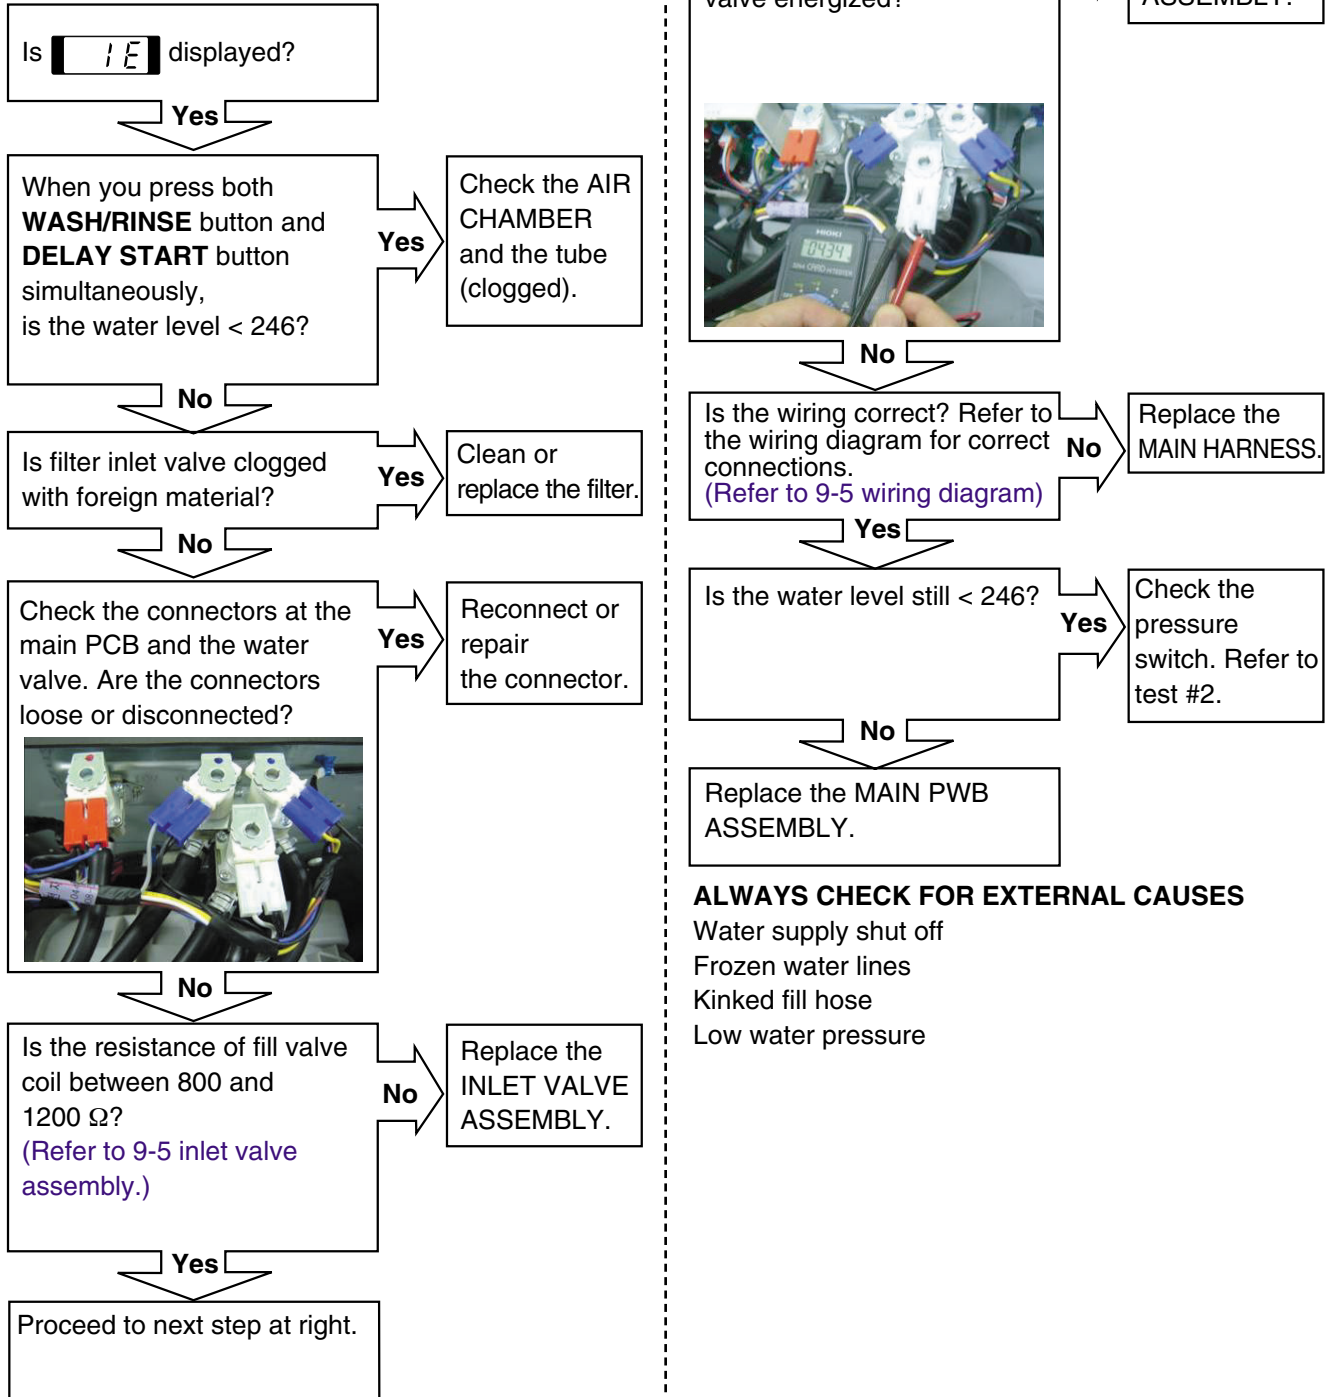 Is IE displayed?
Yes
When you press both
WASH/RINSE button and
DELAY START button
simultaneously,
is the water level < 246?
Yes
Check the AIR
CHAMBER
and the tube
(clogged).
No
Is filter inlet valve clogged
with foreign material?
Yes
Clean or
replace the filter.
No
Check the connectors at the
main PCB and the water
valve. Are the connectors
loose or disconnected?
Yes
Reconnect or
repair
the connector.
No
Is the resistance of fill valve
coil between 800 and
1200 Ω?
(Refer to 9-5 inlet valve
assembly.)
No
Replace the
INLET VALVE
ASSEMBLY.
Yes
Proceed to next step at right.
valve energized?
ASSEMBLY.
HIOKI
0434
CARD HiTESTER
No
Is the wiring correct? Refer to
the wiring diagram for correct
connections.
(Refer to 9-5 wiring diagram)
No
Replace the
MAIN HARNESS.
Yes
Is the water level still < 246?
Yes
Check the
pressure
switch. Refer to
test #2.
No
Replace the MAIN PWB
ASSEMBLY.
ALWAYS CHECK FOR EXTERNAL CAUSES
Water supply shut off
Frozen water lines
Kinked fill hose
Low water pressure